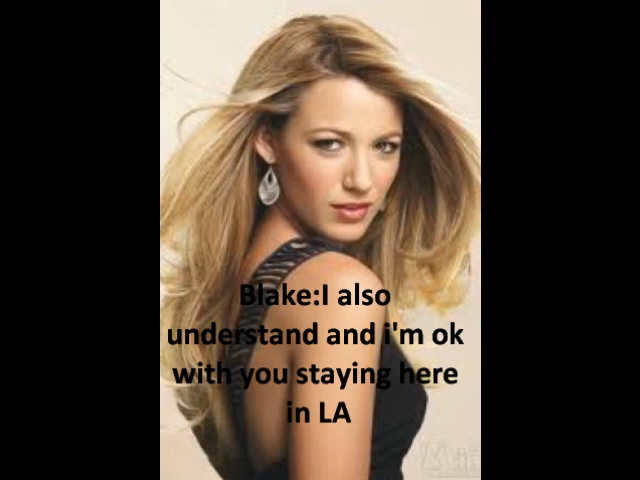 Blake:I also
understand and i'm ok
with you staying here
in LA